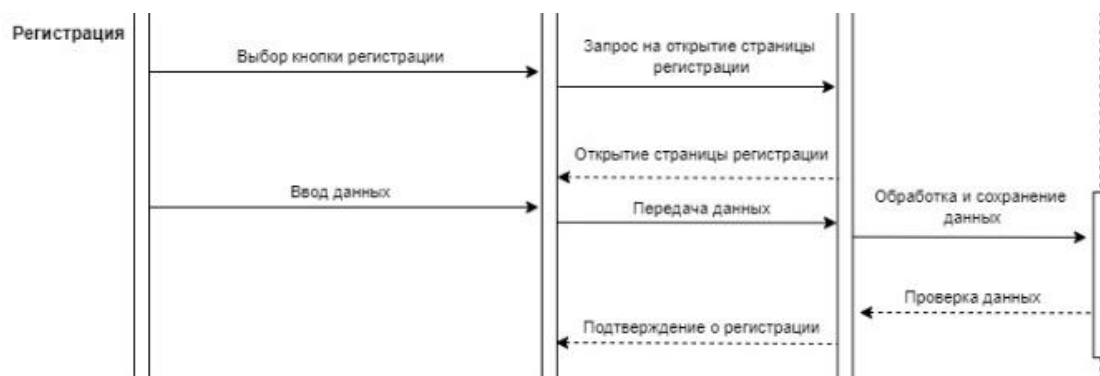 Регистрация
Выбор кнопки регистрации
Запрос на открытие страницы
регистрации
Открытие страницы регистрации
Ввод данных
Передача данных
Обработка и сохранение
данных
Проверка данных
Подтверждение о регистрации